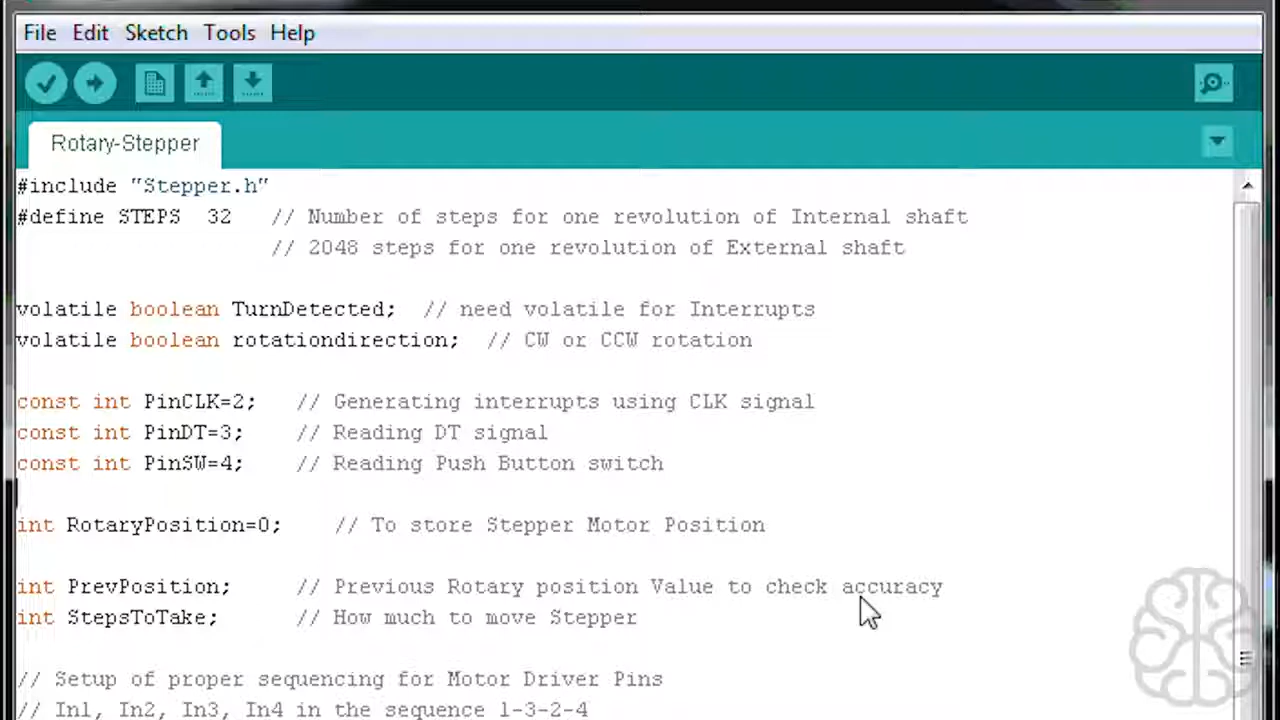 File Edit Sketch Tools Help
Rotary-Stepper
#include "Stepper.h"
#define STEPS  32   // Number of steps for one revolution of Internal shaft
                    // 2048 steps for one revolution of External shaft
volatile boolean TurnDetected;  // need volatile for Interrupts
volatile boolean rotationdirection;  // CW or CCW rotation
const int PinCLK=2;   // Generating interrupts using CLK signal
const int PinDT=3;    // Reading DT signal
const int PinSW=4;    // Reading Push Button switch
int RotaryPosition=0;    // To store Stepper Motor Position
int PrevPosition;     // Previous Rotary position Value to check accuracy
int StepsToTake;      // How much to move Stepper
// Setup of proper sequencing for Motor Driver Pins
// In1, In2, In3, In4 in the sequence 1-3-2-4